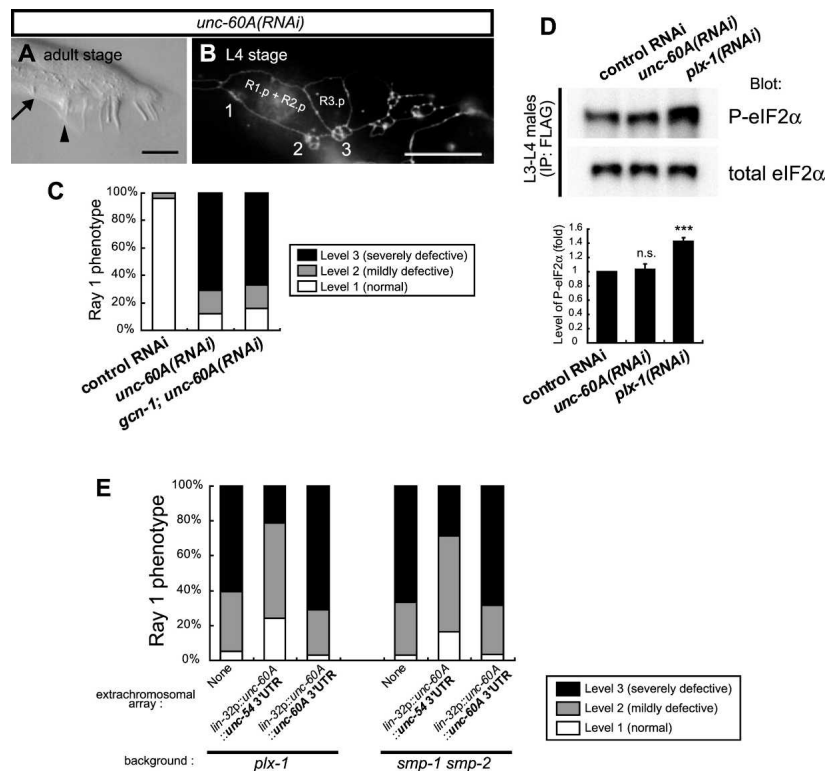 unc-60A(RNAi)
A adult stage
B L4 stage
R1.p + R2.p
R3.p
1
2
3
C
Ray 1 phenotype
100%
80%
60%
40%
20%
0%
control RNAi
unc-60A(RNAi)
gcn-1; unc-60A(RNAi)
Level 3 (severely defective)
Level 2 (mildly defective)
Level 1 (normal)
D
control RNAi
unc-60A(RNAi)
plx-1(RNAi)
Blot:
L3-L4 males
(IP: FLAG)
P-eIF2α
total eIF2α
Level of P-eIF2α (fold)
1.6
1.4
1.2
1
0.8
0.6
0.4
0.2
0
n.s.
***
control RNAi
unc-60A(RNAi)
plx-1(RNAi)
E
Ray 1 phenotype
100%
80%
60%
40%
20%
0%
extrachromosomal
array :
None
lin-32p::unc-60A
::unc-54 3'UTR
lin-32p::unc-60A
::unc-60A 3'UTR
None
lin-32p::unc-60A
::unc-54 3'UTR
lin-32p::unc-60A
::unc-60A 3'UTR
background :
plx-1
smp-1 smp-2
Level 3 (severely defective)
Level 2 (mildly defective)
Level 1 (normal)